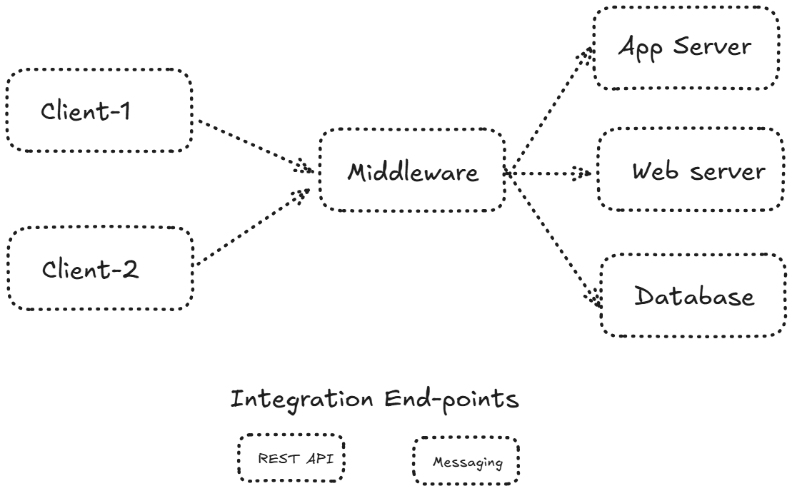 App Server
Client-1
Middleware
Web server
Client-2
Database
Integration End-points
REST API
Messaging